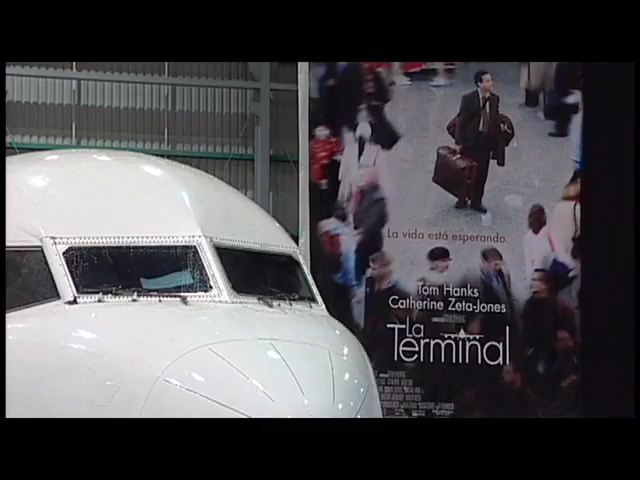 La vida está esperando.
Tom Hanks
Catherine Zeta-Jones
La
Terminal